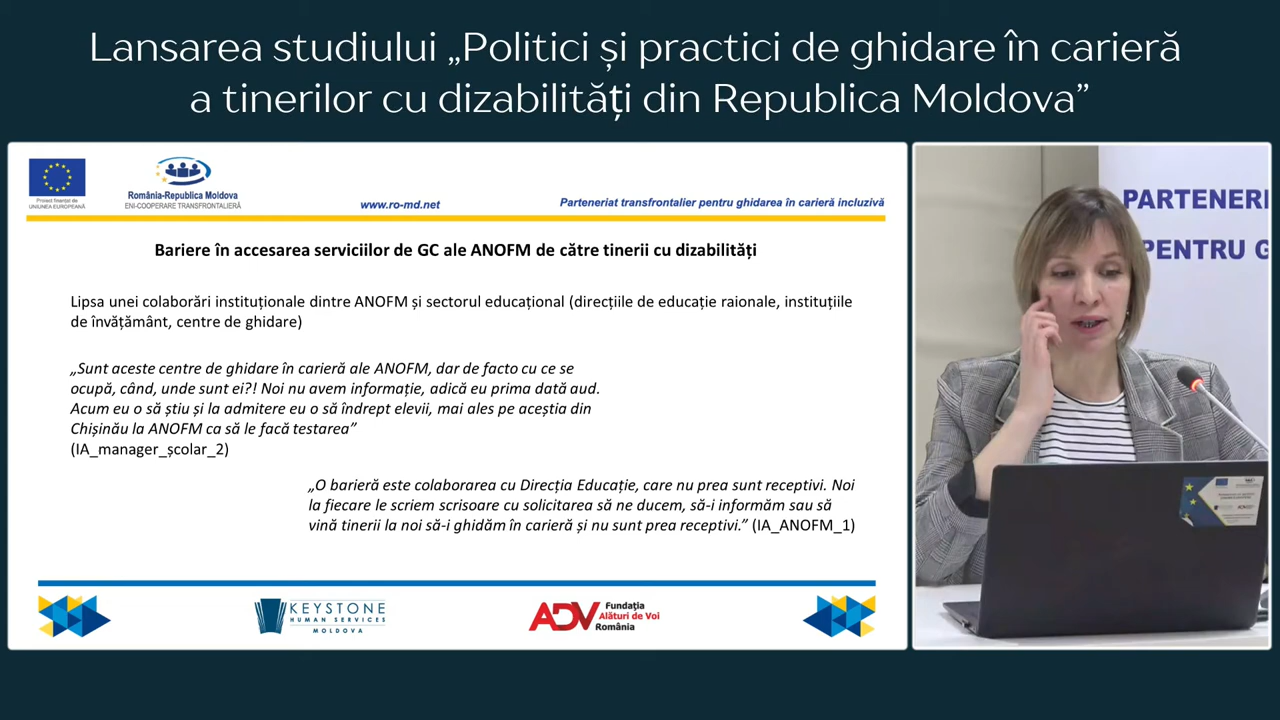 Lansarea studiului „Politici și practici de ghidare în carieră
a tinerilor cu dizabilități din Republica Moldova”
Proiect finanțat de
UNIUNEA EUROPEANĂ
România-Republica Moldova
ENI-COOPERARE TRANSFRONTALIERĂ
www.ro-md.net
Parteneriat transfrontalier pentru ghidarea în carieră incluzivă
Bariere în accesarea serviciilor de GC ale ANOFM de către tinerii cu dizabilități
Lipsa unei colaborări instituționale dintre ANOFM și sectorul educațional (direcțiile de educație raionale, instituțiile
de învățământ, centre de ghidare)
„Sunt aceste centre de ghidare în carieră ale ANOFM, dar de facto cu ce se
ocupă, când, unde sunt ei?! Noi nu avem informație, adică eu prima dată aud.
Acum eu o să știu și la admitere eu o să îndrept elevii, mai ales pe aceștia din
Chișinău la ANOFM ca să le facă testarea”
(IA_manager_școlar_2)
„O barieră este colaborarea cu Direcția Educație, care nu prea sunt receptivi. Noi
la fiecare le scriem scrisoare cu solicitarea să ne ducem, să-i informăm sau să
vină tinerii la noi să-i ghidăm în carieră și nu sunt prea receptivi.” (IA_ANOFM_1)
KEYSTONE
HUMAN SERVICES
MOLDOVA
ADV
Fundația
Alături de Voi
România
PARTENERI
PENTRU G